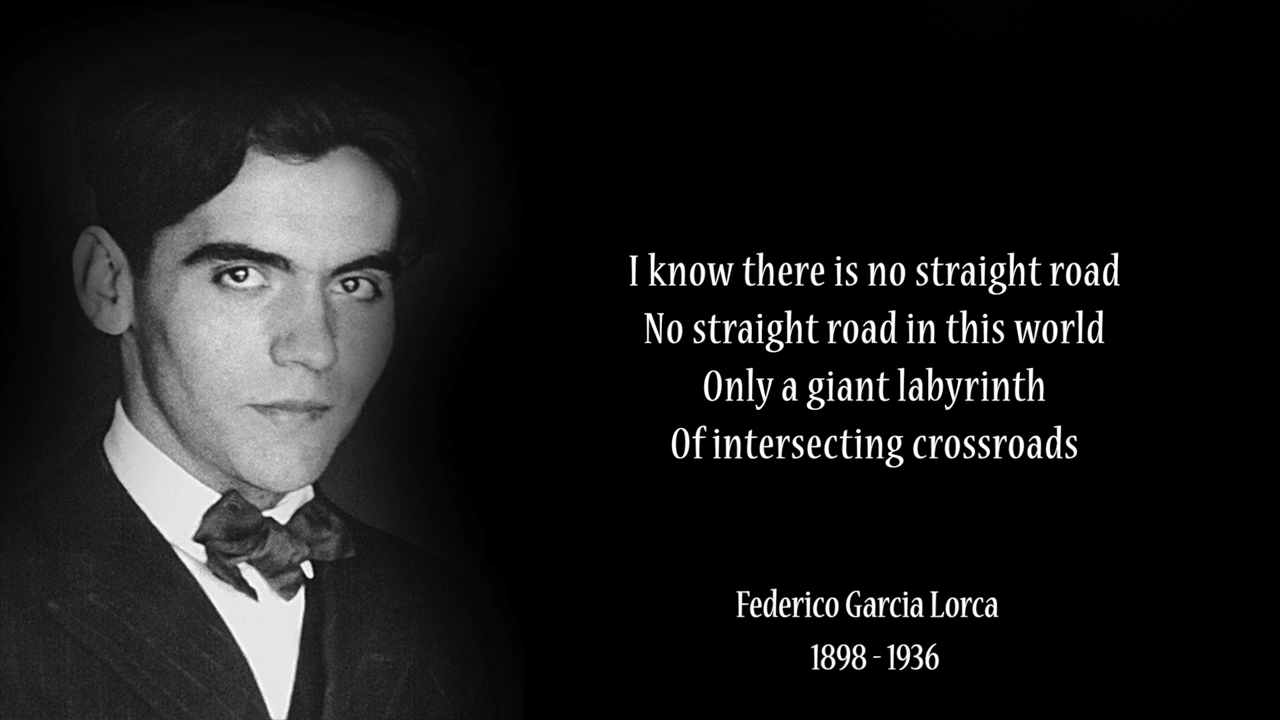 I know there is no straight road
No straight road in this world
Only a giant labyrinth
Of intersecting crossroads
Federico Garcia Lorca
1898 - 1936